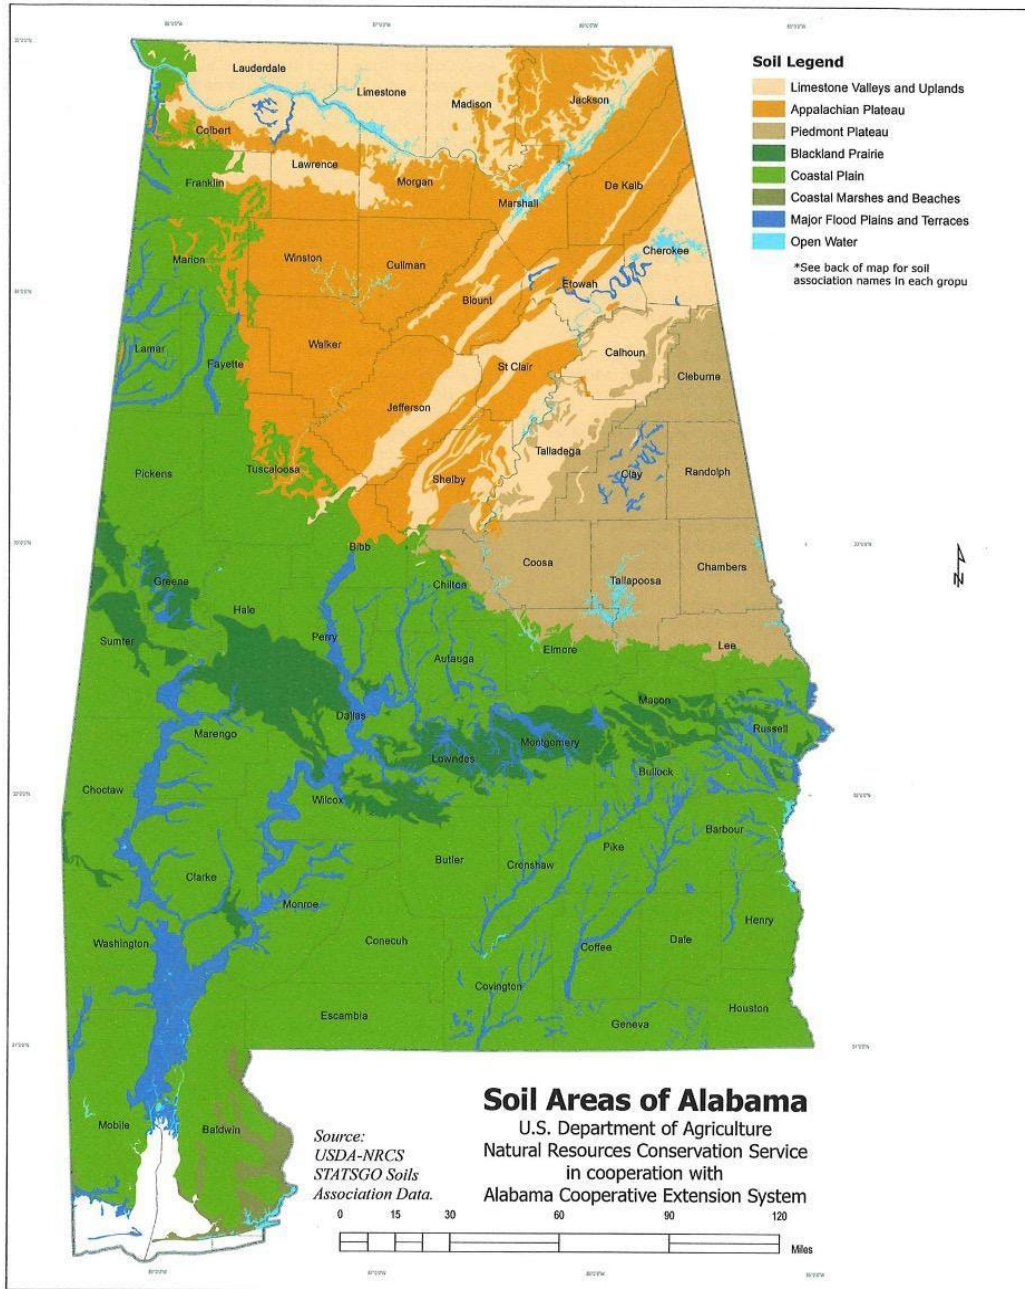 Soil Legend
Limestone Valleys and Uplands
Appalachian Plateau
Piedmont Plateau
Blackland Prairie
Coastal Plain
Coastal Marshes and Beaches
Major Flood Plains and Terraces
Open Water
*See back of map for soil
association names in each gropu
Lauderdale
Limestone
Madison
Jackson
Colbert
Lawrence
Franklin
Morgan
Marshall
De Kalb
Marion
Winston
Cullman
Cherokee
Etowah
Blount
Lamar
Fayette
Walker
St Clair
Calhoun
Cleburne
Jefferson
Pickens
Tuscaloosa
Shelby
Talladega
Clay
Randolph
Bibb
Greene
Hale
Chilton
Coosa
Tallapoosa
Chambers
Sumter
Perry
Autauga
Elmore
Lee
Marengo
Dallas
Lowndes
Montgomery
Macon
Russell
Bullock
Choctaw
Wilcox
Butler
Crenshaw
Pike
Barbour
Clarke
Monroe
Washington
Conecuh
Coffee
Dale
Henry
Covington
Escambia
Geneva
Houston
Mobile
Baldwin
N
Soil Areas of Alabama
U.S. Department of Agriculture
Natural Resources Conservation Service
in cooperation with
Alabama Cooperative Extension System
Source:
USDA-NRCS
STATSGO Soils
Association Data.
0 15 30 60 90 120
Miles